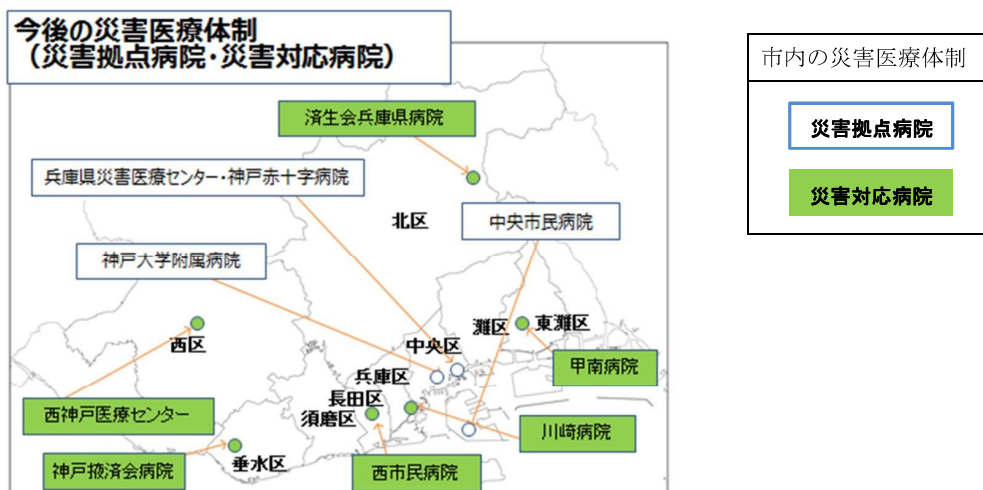 今後の災害医療体制
(災害拠点病院・災害対応病院)
済生会兵庫県病院
兵庫県災害医療センター・神戸赤十字病院
中央市民病院
北区
神戸大学附属病院
灘区
東灘区
西区
中央区
甲南病院
兵庫区
長田区
須磨区
西神戸医療センター
川崎病院
垂水区
神戸掖済会病院
西市民病院
市内の災害医療体制
災害拠点病院
災害対応病院